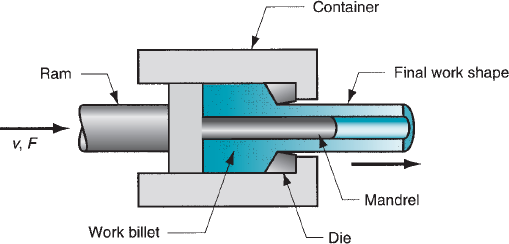 Container
Ram
Final work shape
v, F
Mandrel
Work billet
Die